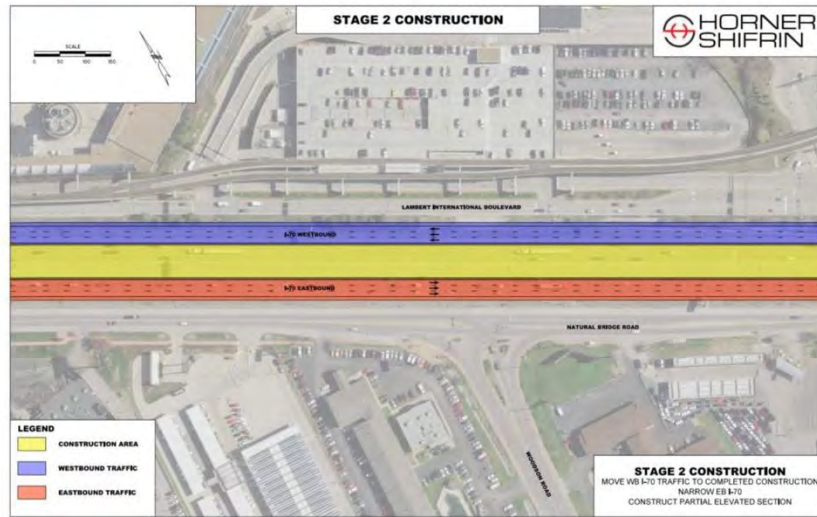 STAGE 2 CONSTRUCTION
HORNER
SHIFRIN
SCALE
0 50 100 150
LAMBERT INTERNATIONAL BOULEVARD
I-70 WESTBOUND
I-70 EASTBOUND
NATURAL BRIDGE ROAD
WOODSON ROAD
LEGEND
CONSTRUCTION AREA
WESTBOUND TRAFFIC
EASTBOUND TRAFFIC
STAGE 2 CONSTRUCTION
MOVE WB I-70 TRAFFIC TO COMPLETED CONSTRUCTION
NARROW EB I-70
CONSTRUCT PARTIAL ELEVATED SECTION